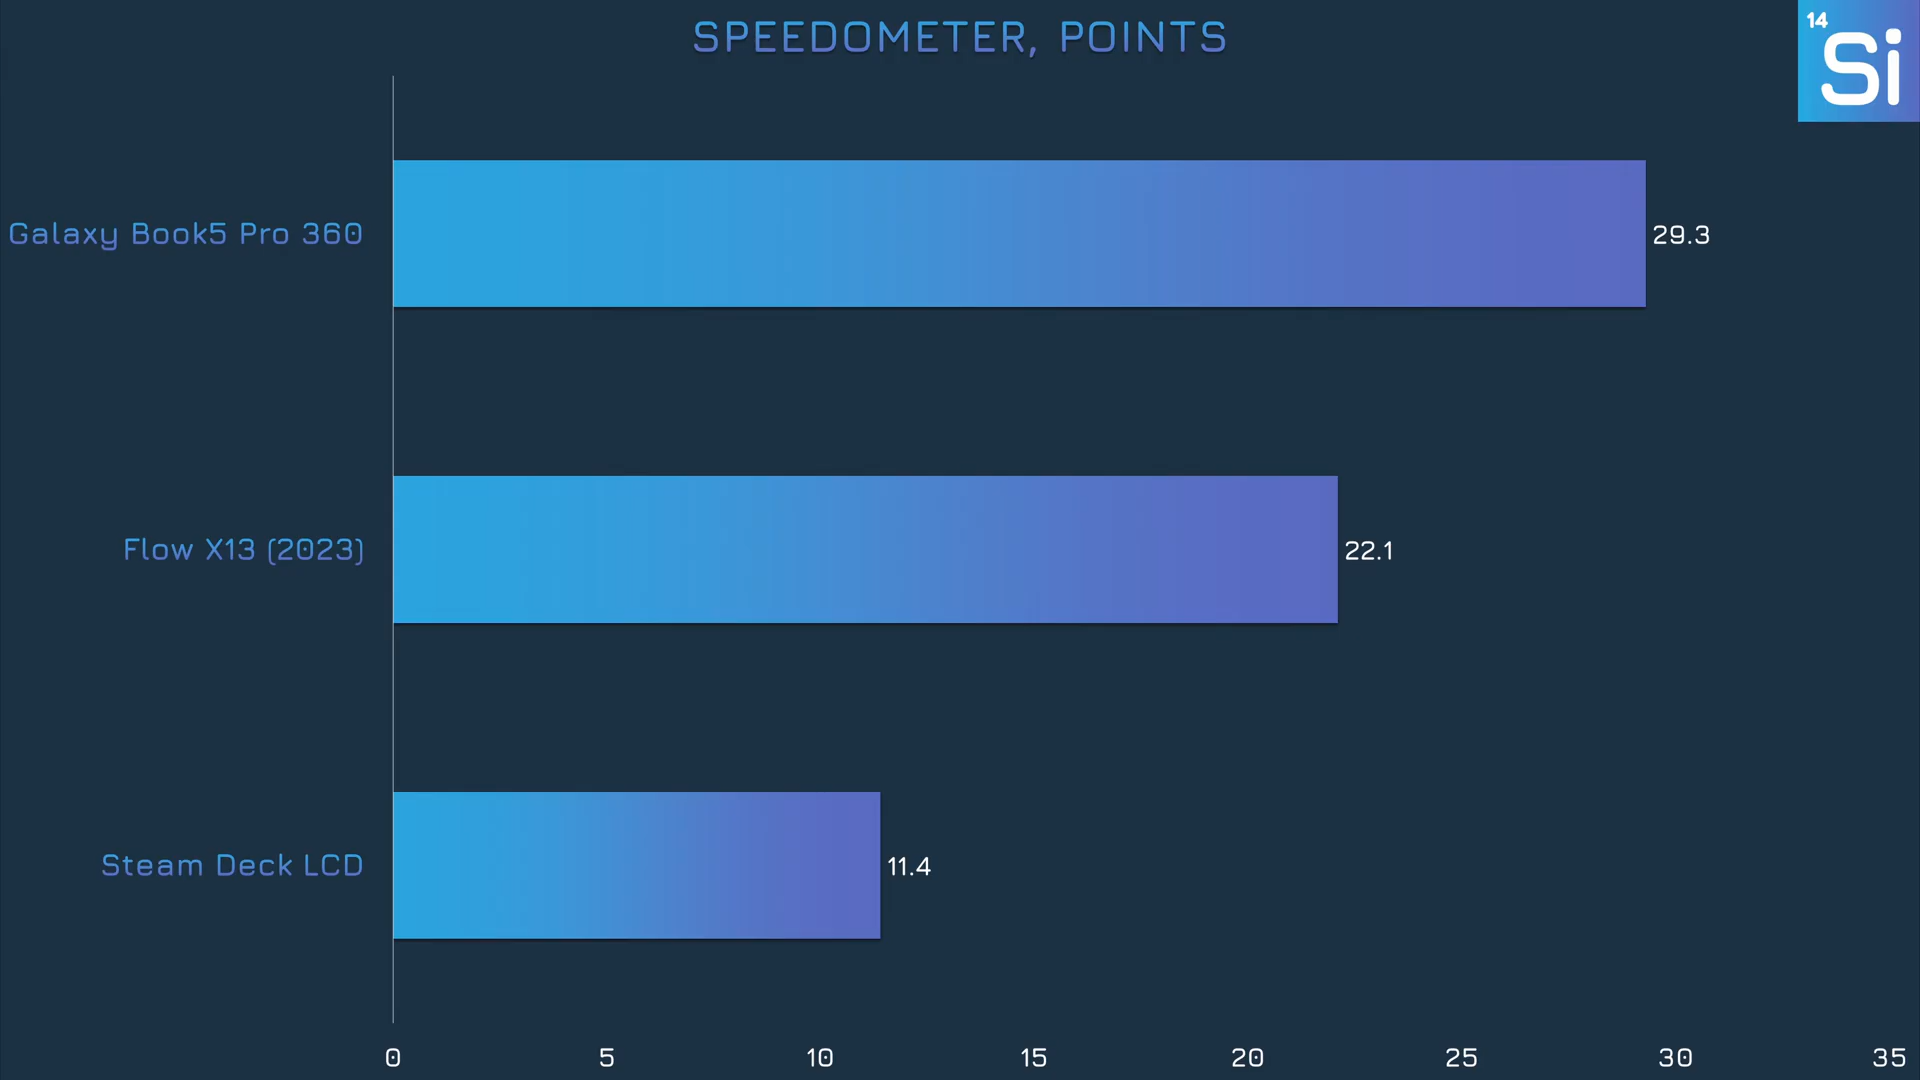 SPEEDOMETER, POINTS
14
Si
Galaxy Book5 Pro 360
29.3
Flow X13 (2023)
22.1
Steam Deck LCD
11.4
0 5 10 15 20 25 30 35